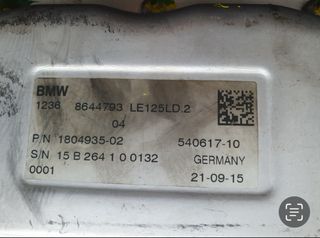 BMW
1236 8644793 LE125LD.2
04
P/N 1804935-02 540617-10
S/N 15 B 264 1 0 0132 GERMANY
0001 21-09-15